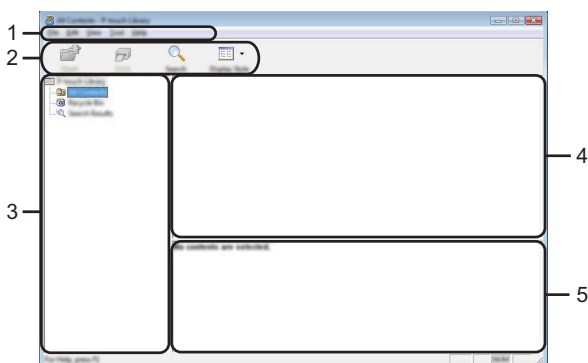 All Contents - P-touch Library
1
File Edit View Tool Help
2
Open Print Search Display Style
P-touch Library
All Contents
Recycle Bin
Search Results
3
4
No contents are selected.
5
For Help, press F1
NUM